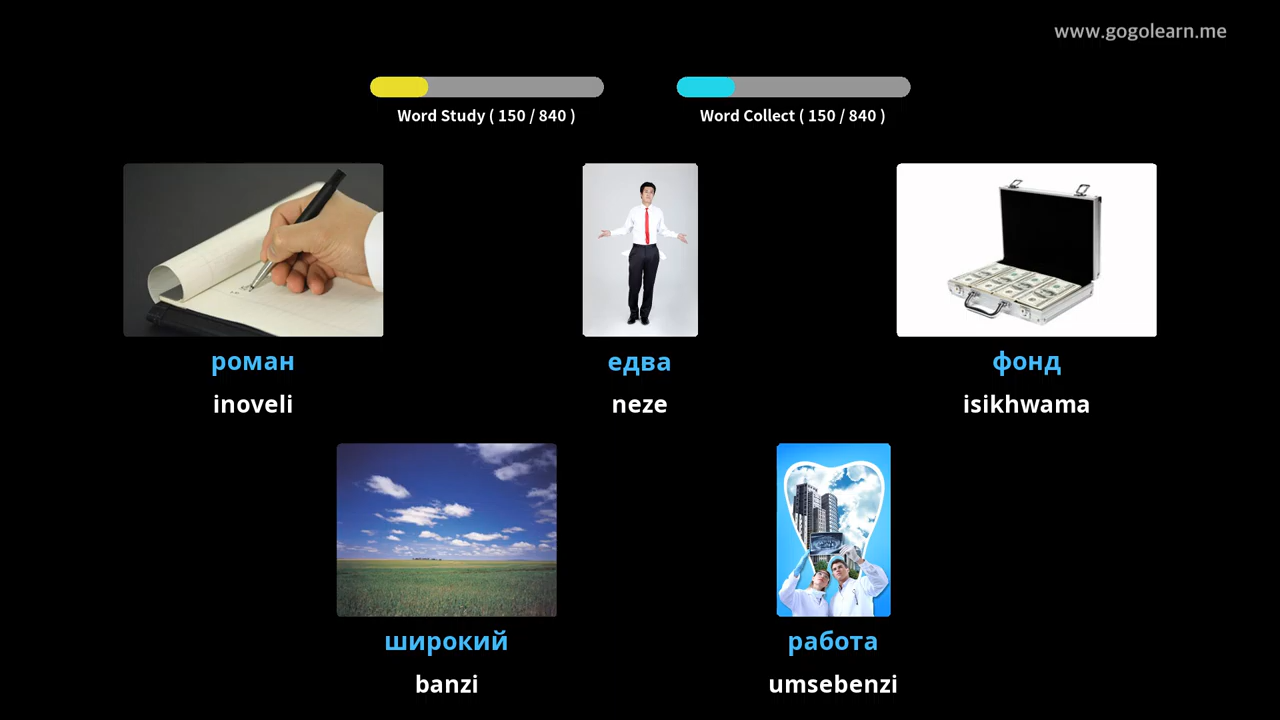 www.gogolearn.me
Word Study ( 150 / 840 )
Word Collect ( 150 / 840 )
роман
едва
фонд
inoveli
neze
isikhwama
широкий
работа
banzi
umsebenzi